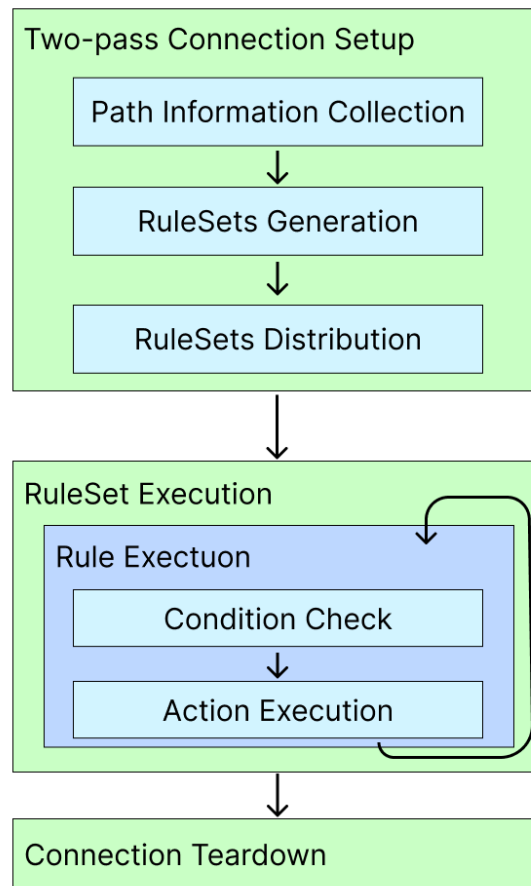 Two-pass Connection Setup
Path Information Collection
RuleSets Generation
RuleSets Distribution
RuleSet Execution
Rule Exectuon
Condition Check
Action Execution
Connection Teardown